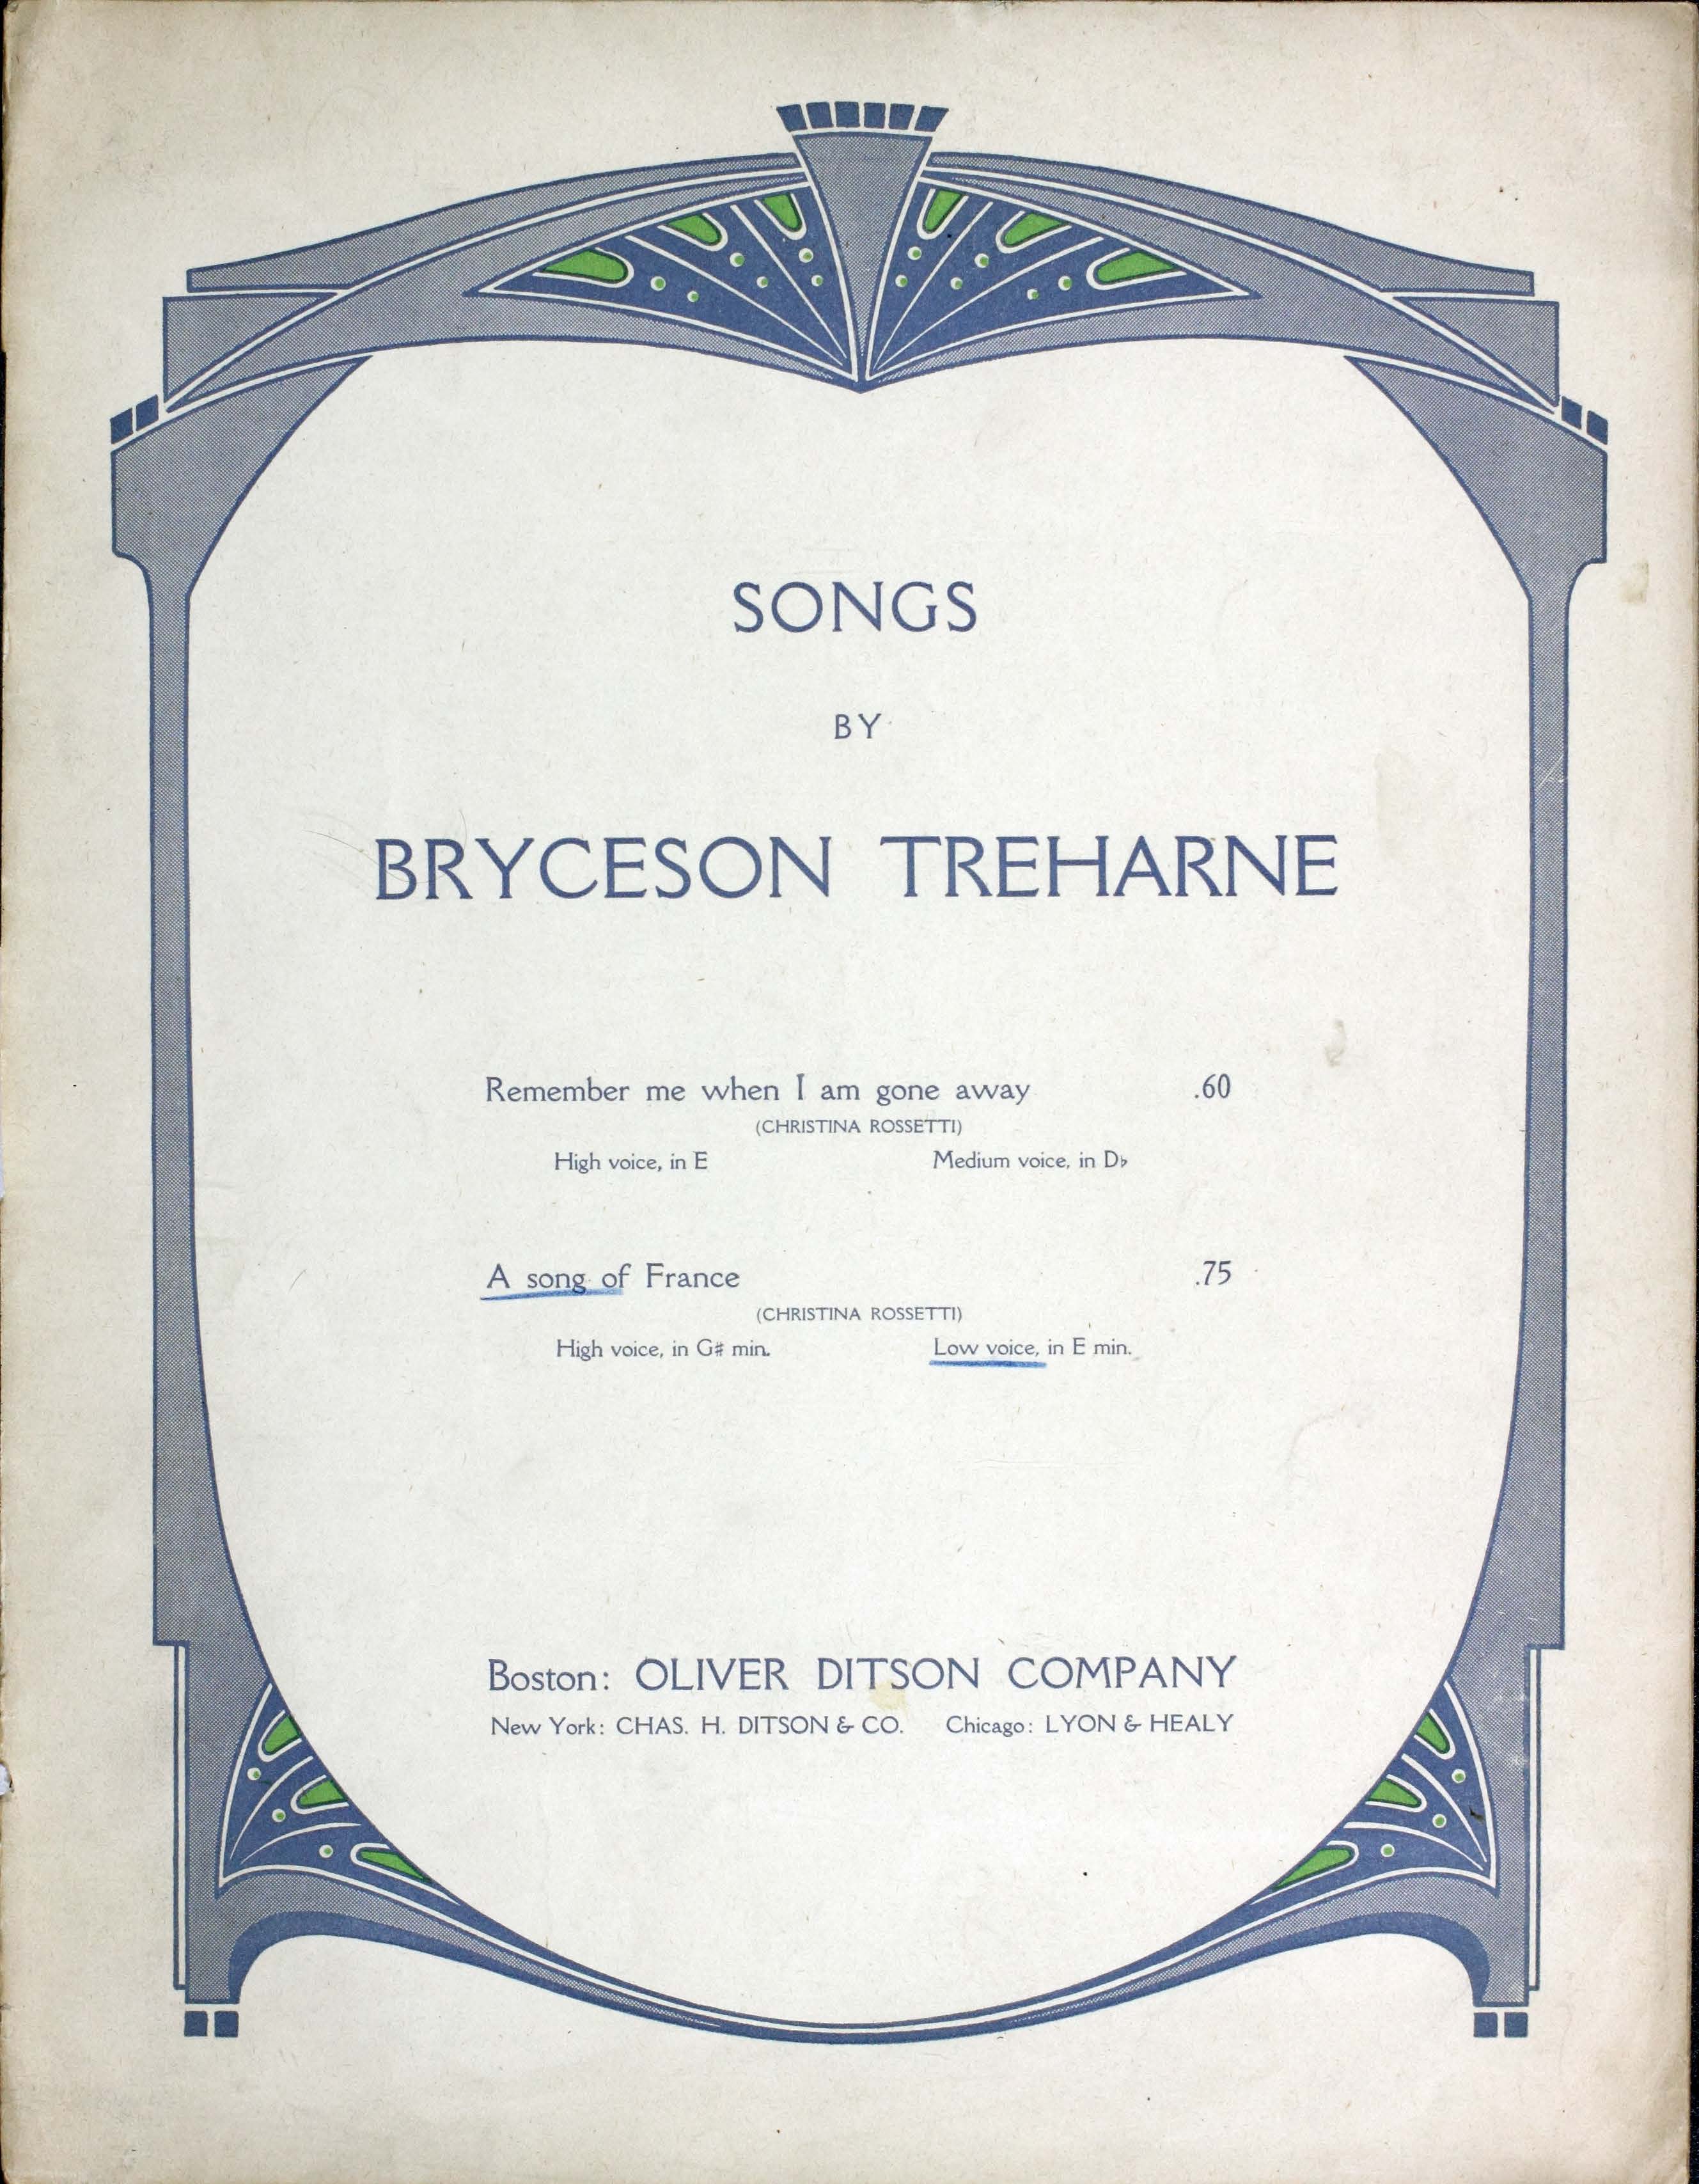 SONGS
BY
BRYCESON TREHARNE
Remember me when I am gone away .60
(CHRISTINA ROSSETTI)
High voice, in E Medium voice, in D♭
A song of France .75
(CHRISTINA ROSSETTI)
High voice, in G♯ min. Low voice, in E min.
Boston: OLIVER DITSON COMPANY
New York: CHAS. H. DITSON & CO. Chicago: LYON & HEALY